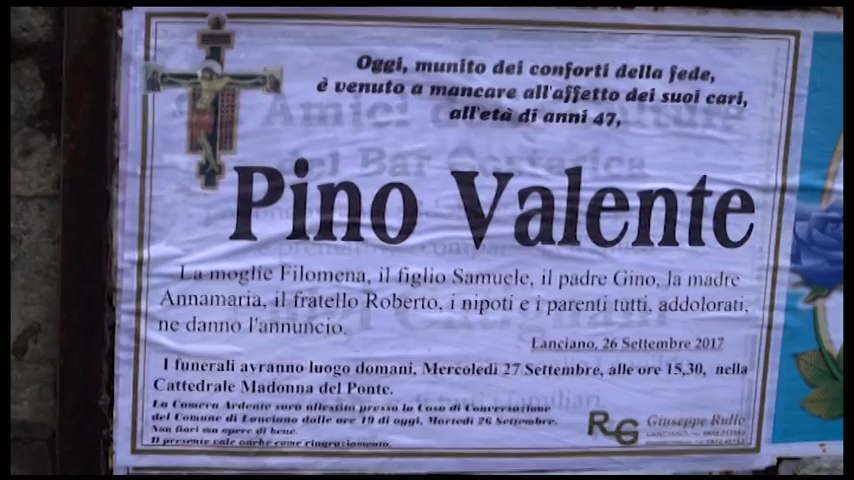 Oggi, munito dei conforti della fede,
è venuto a mancare all'affetto dei suoi cari,
all'età di anni 47,
Pino Valente
La moglie Filomena, il figlio Samuele, il padre Gino, la madre
Annamaria, il fratello Roberto, i nipoti e i parenti tutti, addolorati,
ne danno l'annuncio.
Lanciano, 26 Settembre 2017
I funerali avranno luogo domani, Mercoledì 27 Settembre, alle ore 15,30, nella
Cattedrale Madonna del Ponte.
La Camera Ardente sarà allestita presso la Casa di Conversazione
del Comune di Lanciano dalle ore 19 di oggi, Martedì 26 Settembre.
Non fiori ma opere di bene.
Il presente vale anche come ringraziamento.
RG Giuseppe Rullo
LANCIANO